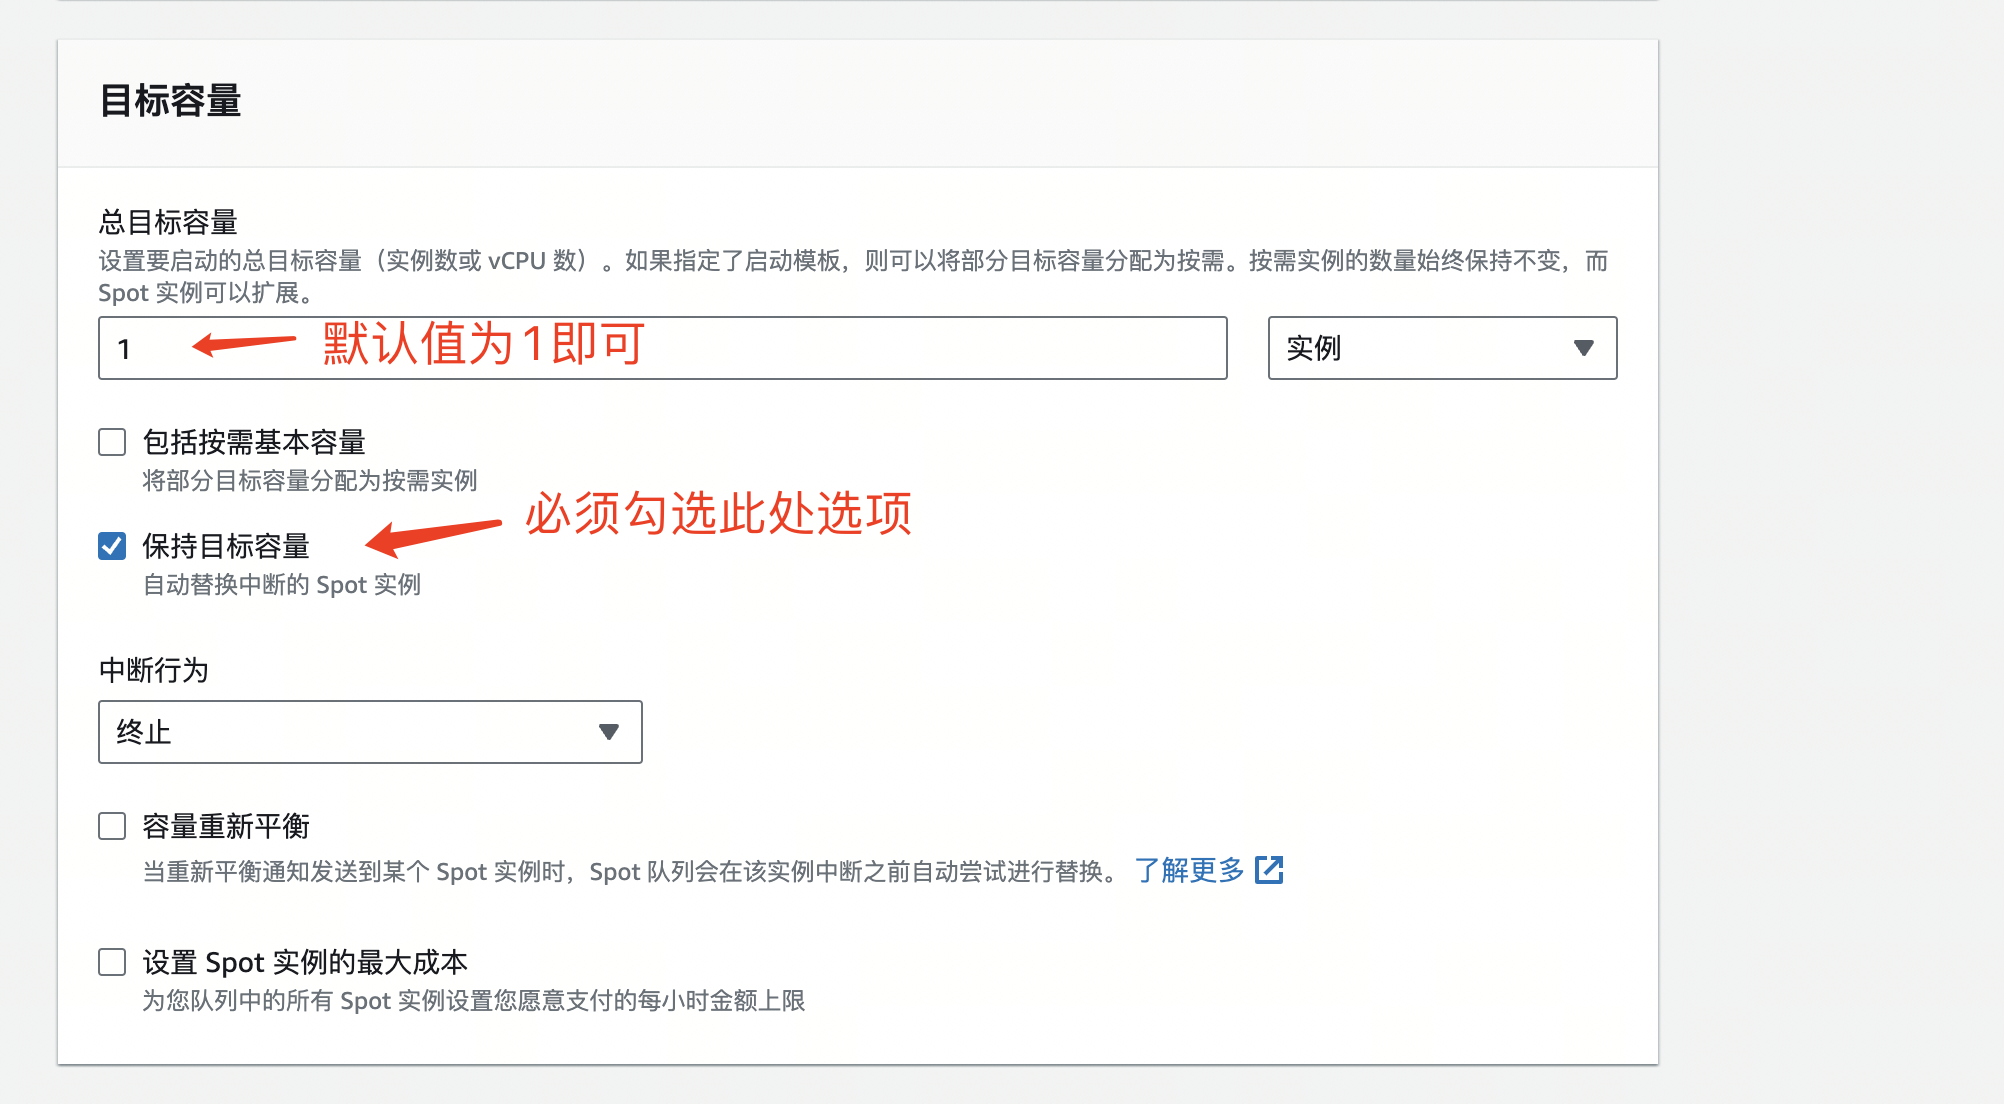 目标容量
总目标容量
设置要启动的总目标容量（实例数或 vCPU 数）。如果指定了启动模板，则可以将部分目标容量分配为按需。按需实例的数量始终保持不变，而
Spot 实例可以扩展。
1
默认值为1即可
实例
包括按需基本容量
将部分目标容量分配为按需实例
必须勾选此处选项
保持目标容量
自动替换中断的 Spot 实例
中断行为
终止
容量重新平衡
当重新平衡通知发送到某个 Spot 实例时，Spot 队列会在该实例中断之前自动尝试进行替换。 了解更多
设置 Spot 实例的最大成本
为您队列中的所有 Spot 实例设置您愿意支付的每小时金额上限